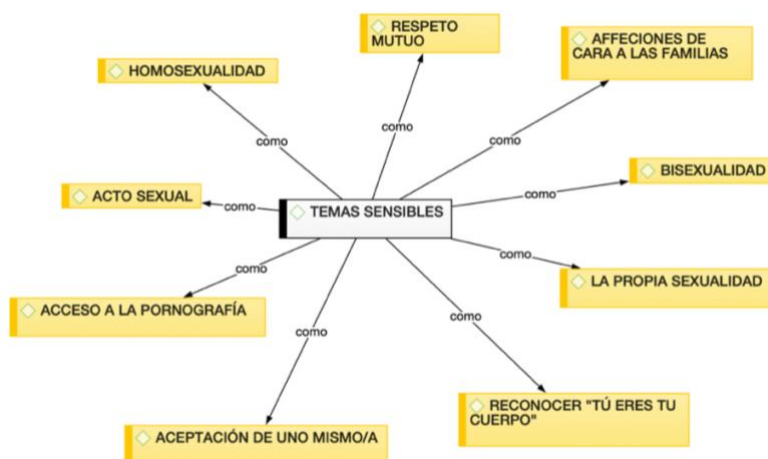 RESPETO
MUTUO
AFFECIONES DE
CARA A LAS FAMILIAS
HOMOSEXUALIDAD
como
como
como
BISEXUALIDAD
ACTO SEXUAL
como
como
TEMAS SENSIBLES
como
como
LA PROPIA SEXUALIDAD
ACCESO A LA PORNOGRAFÍA
como
como
RECONOCER "TÚ ERES TU
CUERPO"
ACEPTACIÓN DE UNO MISMO/A